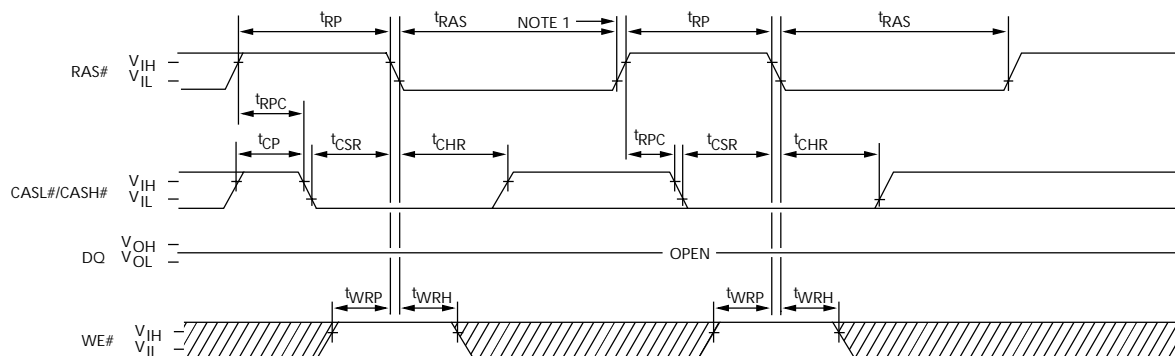 tRP tRAS NOTE 1 tRP tRAS
RAS# VIH
VIL
tRPC
tCP tCSR tCHR tRPC tCSR tCHR
CASL#/CASH# VIH
VIL
DQ VOH
VOL
OPEN
tWRP tWRH tWRP tWRH
WE# VIH
VIL